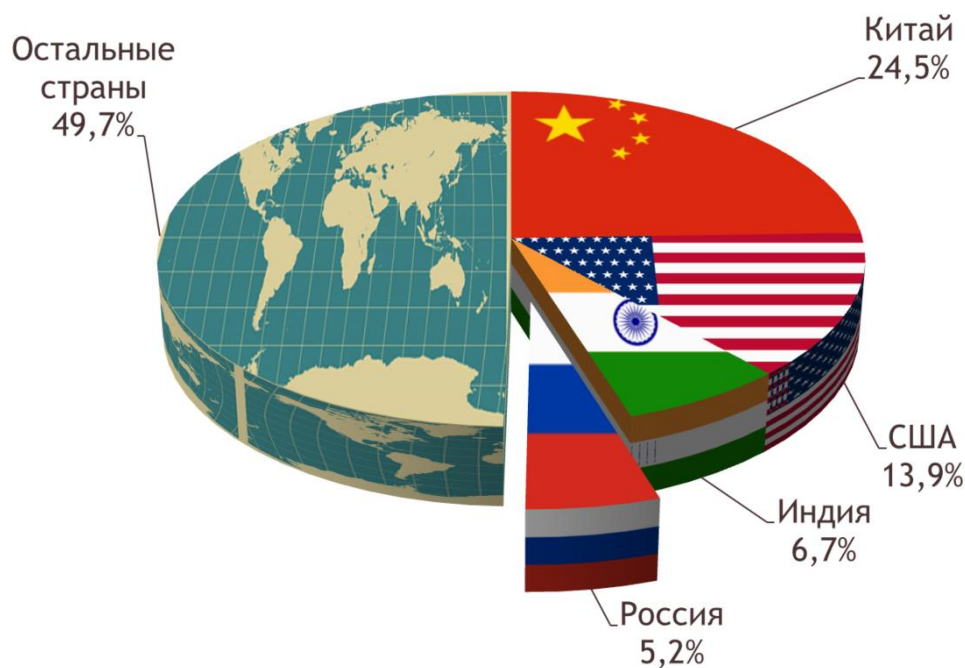 Остальные
страны
49,7%
Китай
24,5%
США
13,9%
Индия
6,7%
Россия
5,2%